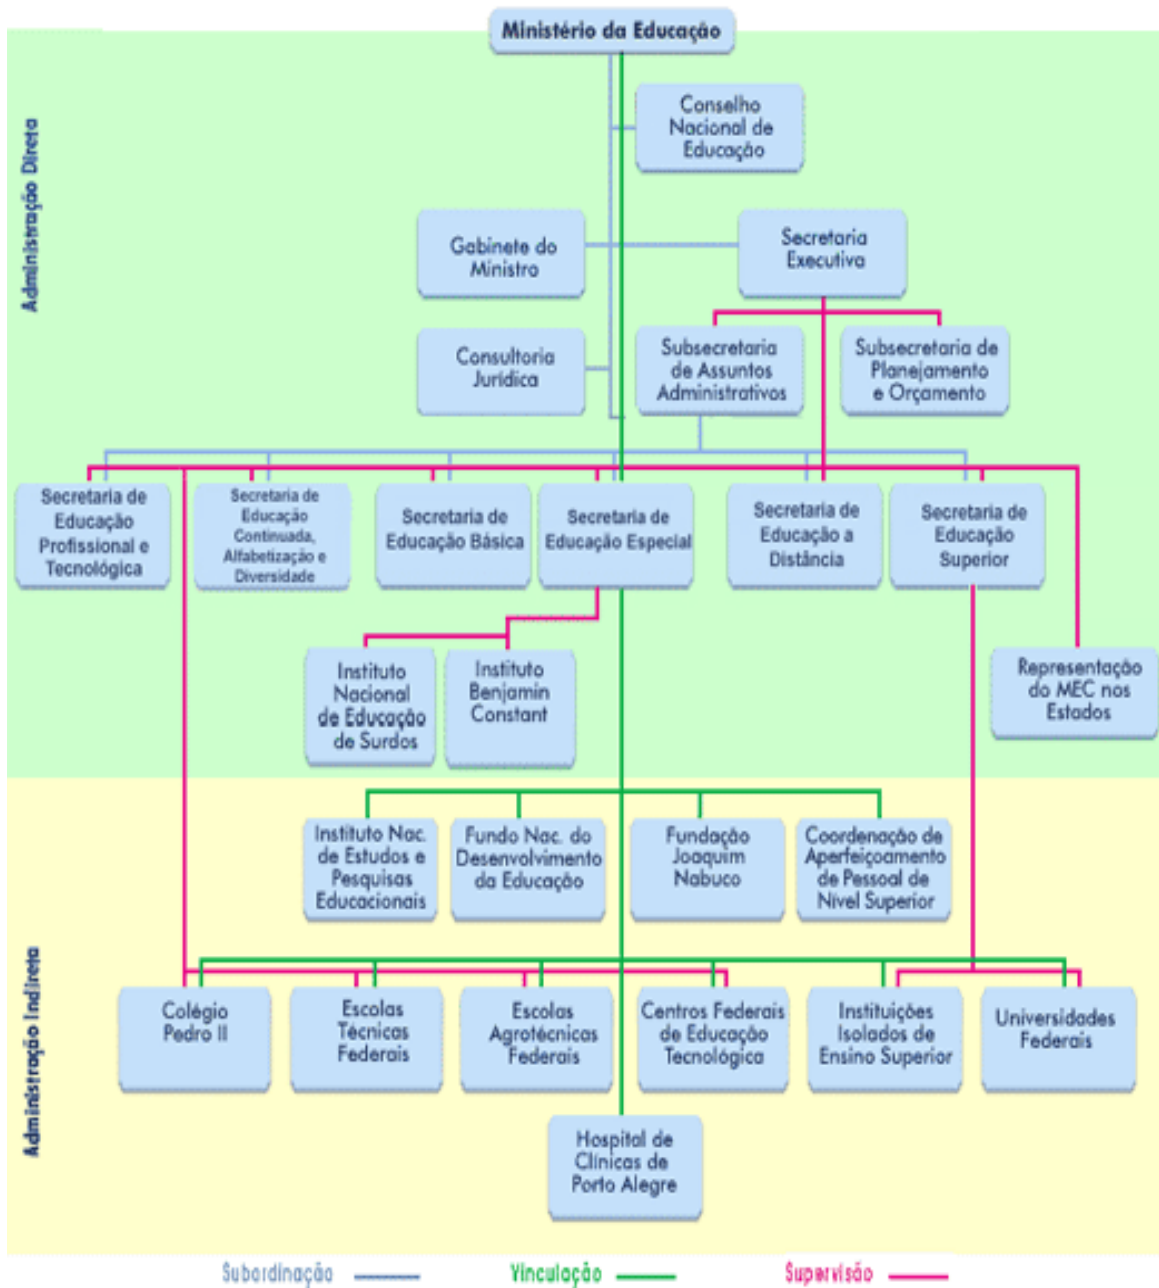 Ministério da Educação
Administração Direta
Conselho
Nacional de
Educação
Gabinete do
Ministro
Secretaria
Executiva
Consultoria
Jurídica
Subsecretaria
de Assuntos
Administrativos
Subsecretaria de
Planejamento
e Orçamento
Secretaria de
Educação
Profissional e
Tecnológica
Secretaria de
Educação
Continuada,
Alfabetização e
Diversidade
Secretaria de
Educação Básica
Secretaria de
Educação Especial
Secretaria de
Educação a
Distância
Secretaria de
Educação
Superior
Instituto
Nacional
de Educação
de Surdos
Instituto
Benjamin
Constant
Representação
do MEC nos
Estados
Administração Indireta
Instituto Nac.
de Estudos e
Pesquisas
Educacionais
Fundo Nac. do
Desenvolvimento
da Educação
Fundação
Joaquim
Nabuco
Coordenação de
Aperfeiçoamento
de Pessoal de
Nível Superior
Colégio
Pedro II
Escolas
Técnicas
Federais
Escolas
Agrotécnicas
Federais
Centros Federais
de Educação
Tecnológica
Instituições
Isolados de
Ensino Superior
Universidades
Federais
Hospital de
Clínicas de
Porto Alegre
Subordinação
Vinculação
Supervisão